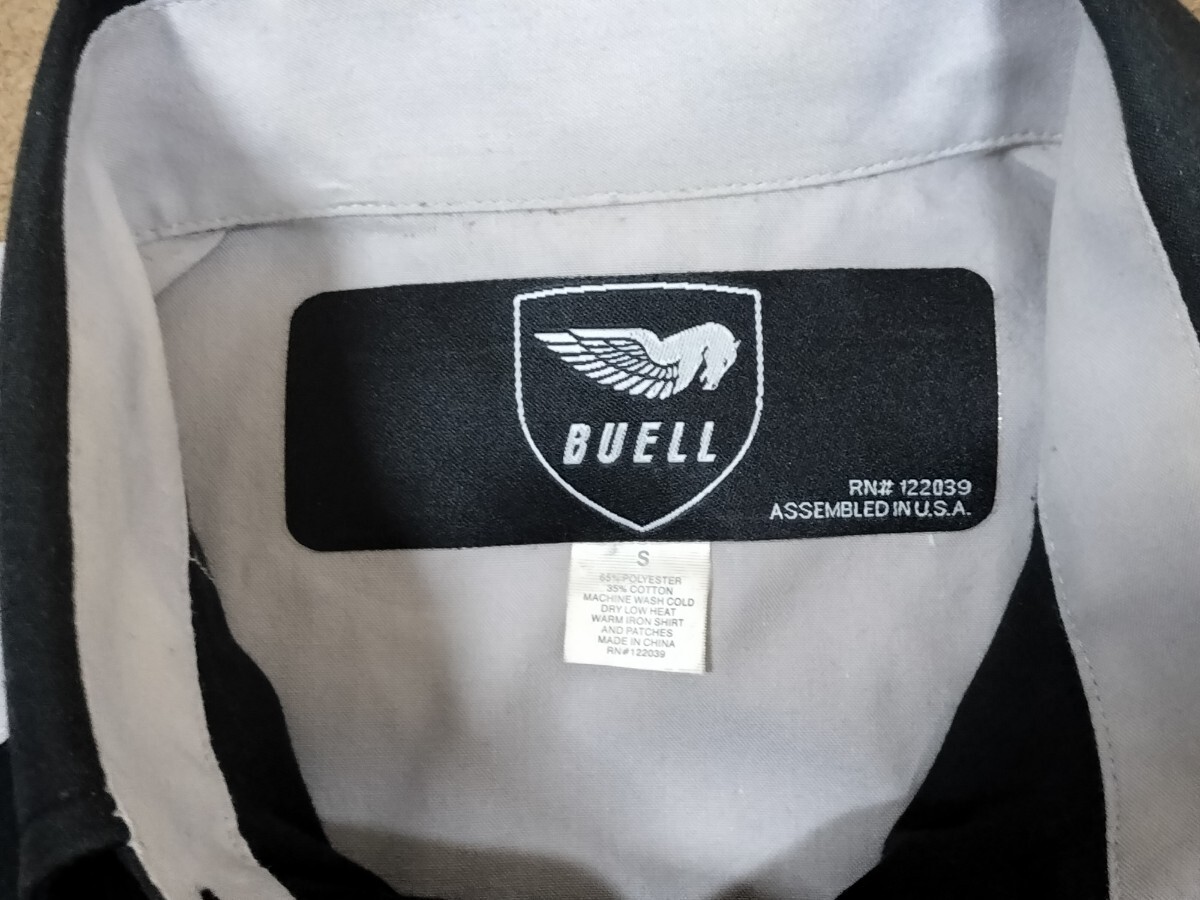 BUELL
RN# 122039
ASSEMBLED IN U.S.A.
S
65% POLYESTER
35% COTTON
MACHINE WASH COLD
DRY LOW HEAT
WARM IRON SHIRT
AND PATCHES
MADE IN CHINA
RN#122039